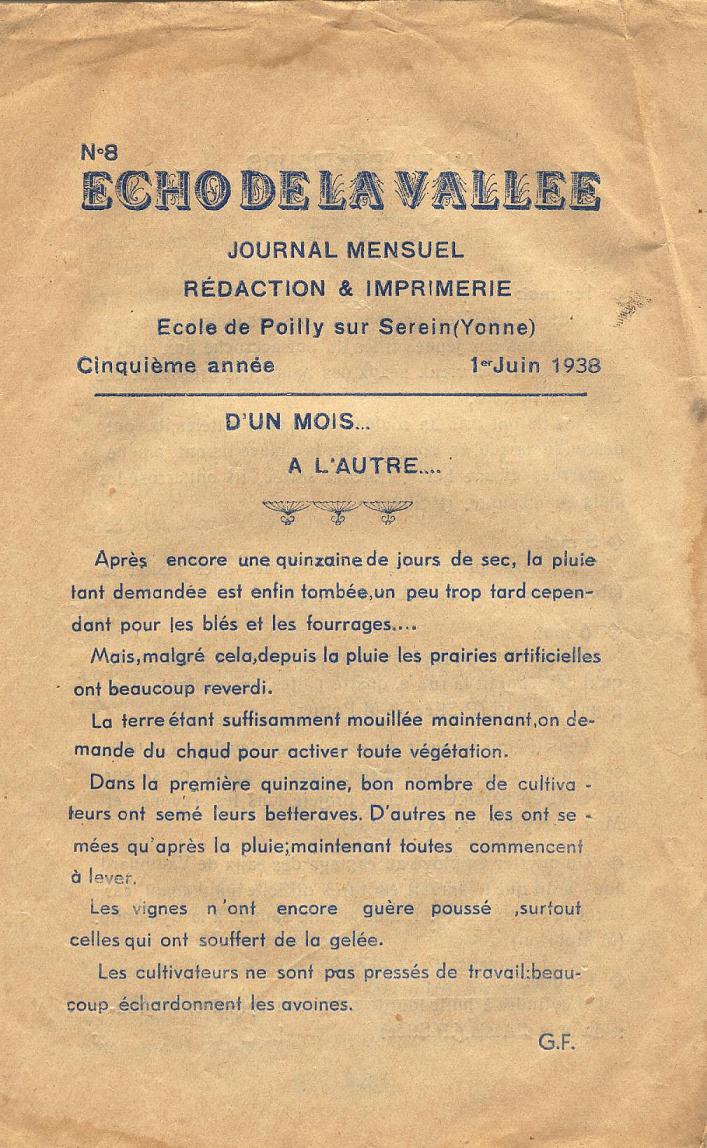 N°8
ECHO DE LA VALLEE
JOURNAL MENSUEL
RÉDACTION & IMPRIMERIE
Ecole de Poilly sur Serein(Yonne)
Cinquième année 1er Juin 1938
D'UN MOIS...
A L'AUTRE....
Après encore une quinzaine de jours de sec, la pluie
tant demandée est enfin tombée,un peu trop tard cepen-
dant pour les blés et les fourrages....
Mais,malgré cela,depuis la pluie les prairies artificielles
ont beaucoup reverdi.
La terre étant suffisamment mouillée maintenant,on de-
mande du chaud pour activer toute végétation.
Dans la première quinzaine, bon nombre de cultiva -
teurs ont semé leurs betteraves. D'autres ne les ont se -
mées qu'après la pluie;maintenant toutes commencent
à lever.
Les vignes n'ont encore guère poussé ,surtout
celles qui ont souffert de la gelée.
Les cultivateurs ne sont pas pressés de travail:beau-
coup échardonnent les avoines.
G.F.